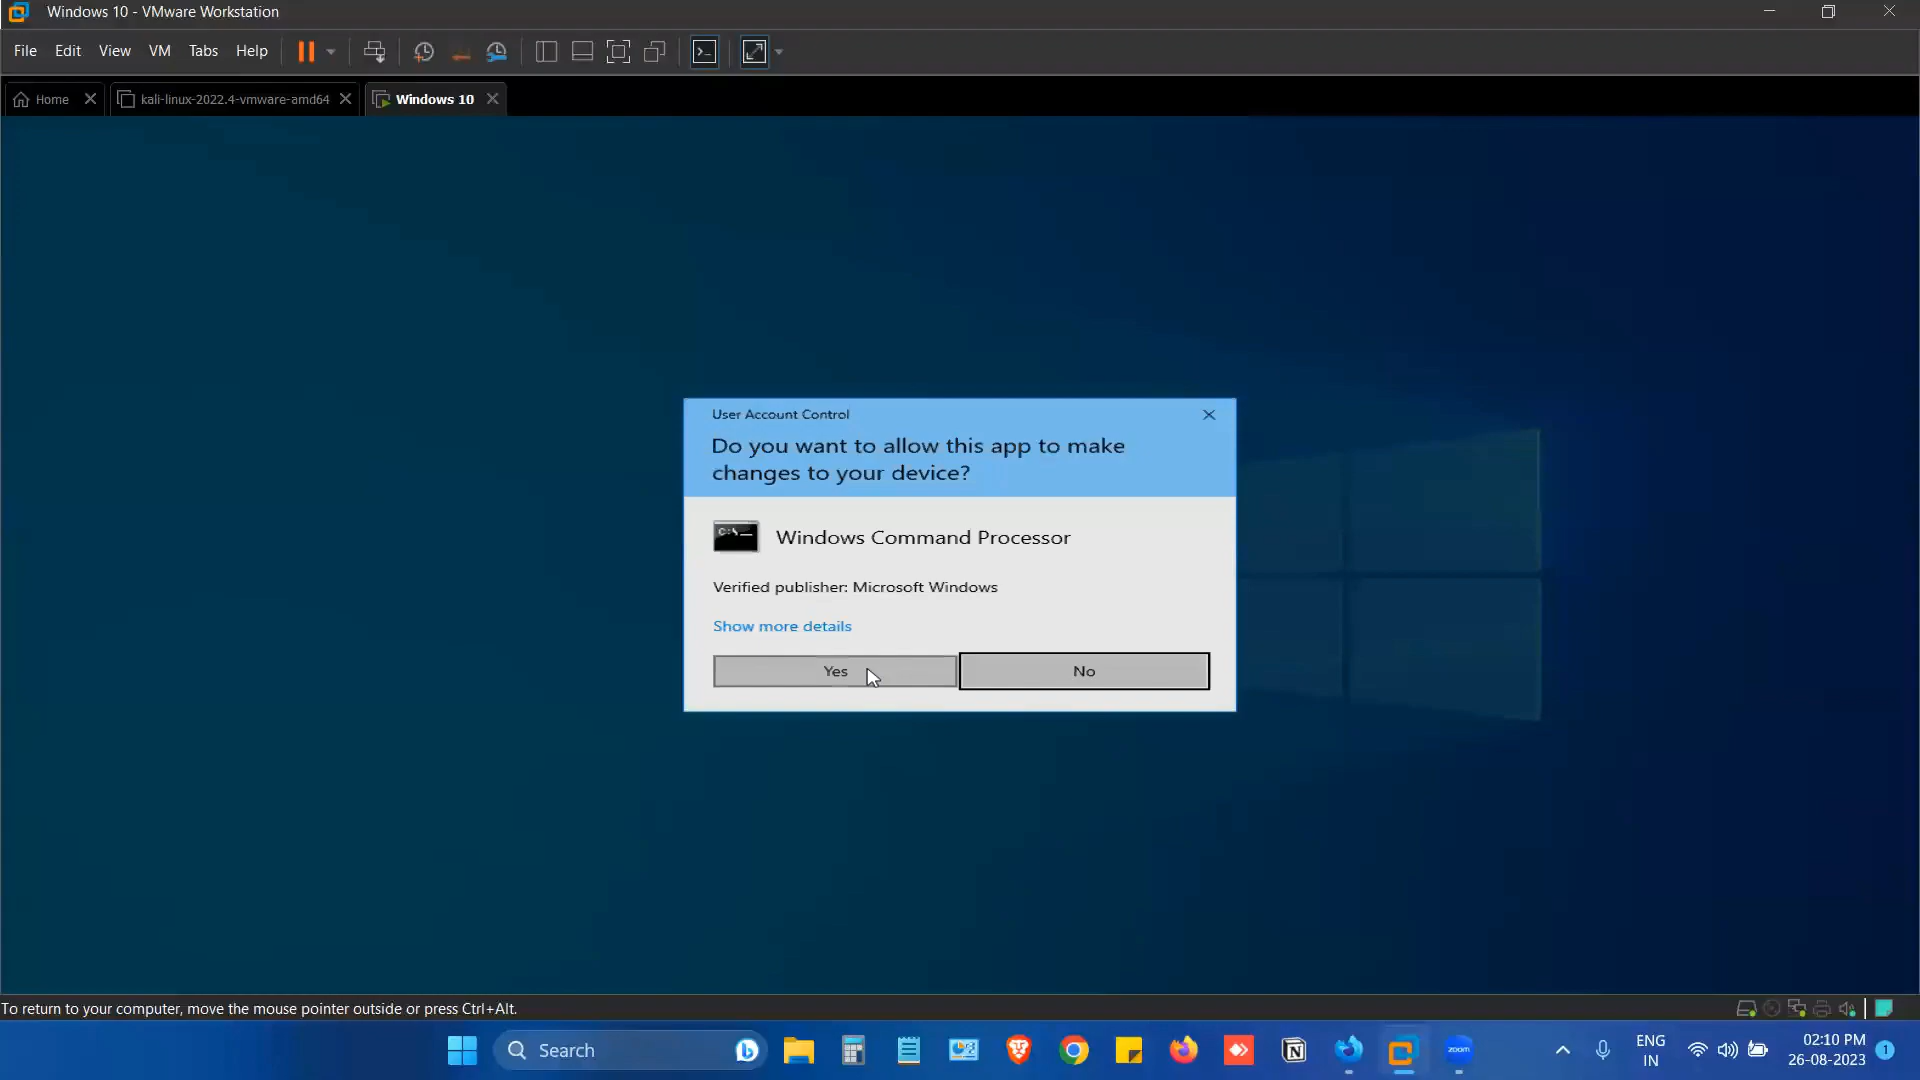 Windows 10 - VMware Workstation
File Edit View VM Tabs Help
Home kali-linux-2022.4-vmware-amd64 Windows 10
User Account Control
Do you want to allow this app to make
changes to your device?
C:\
Windows Command Processor
Verified publisher: Microsoft Windows
Show more details
Yes No
To return to your computer, move the mouse pointer outside or press Ctrl+Alt.
Search
zoom
ENG
IN
02:10 PM
26-08-2023
1